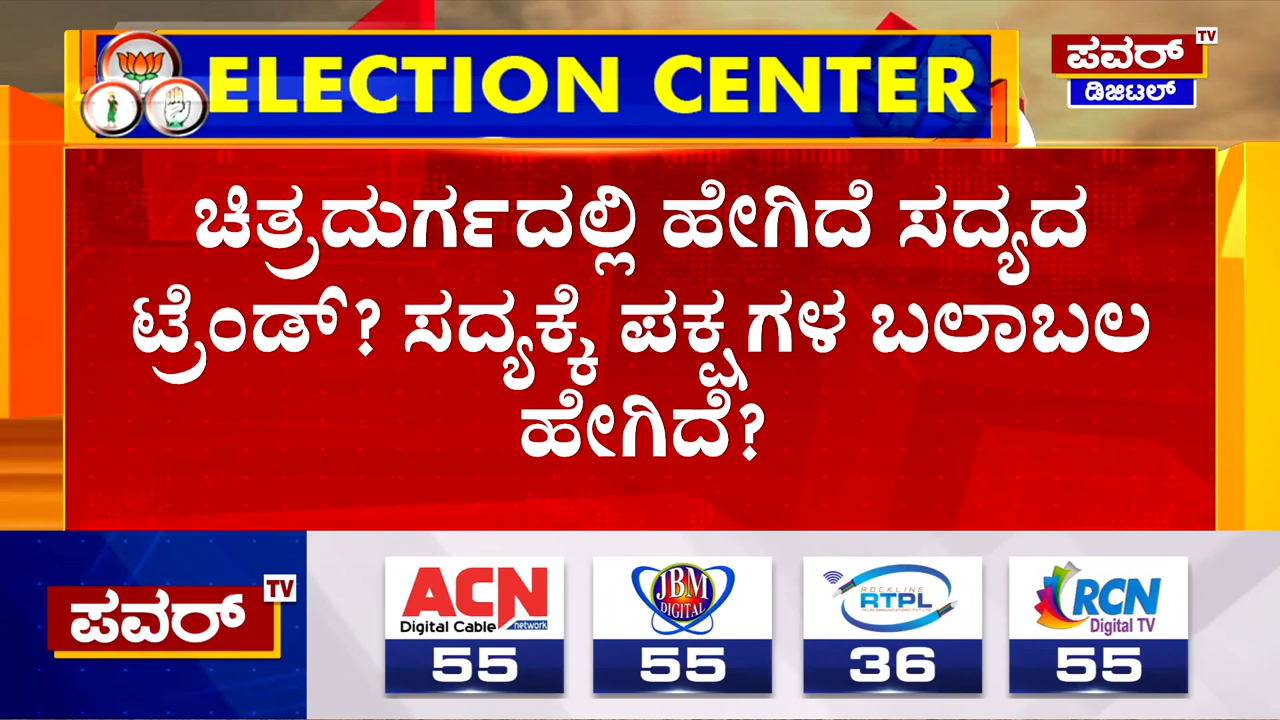 ELECTION CENTER
ಪವರ್ TV
ಡಿಜಿಟಲ್
ಚಿತ್ರದುರ್ಗದಲ್ಲಿ ಹೇಗಿದೆ ಸದ್ಯದ
ಟ್ರೆಂಡ್? ಸದ್ಯಕ್ಕೆ ಪಕ್ಷಗಳ ಬಲಾಬಲ
ಹೇಗಿದೆ?
ಪವರ್ TV
ACN
Digital Cable network
55
JBM
DIGITAL
55
ROCKLINE
RTPL
36
RCN
Digital TV
55